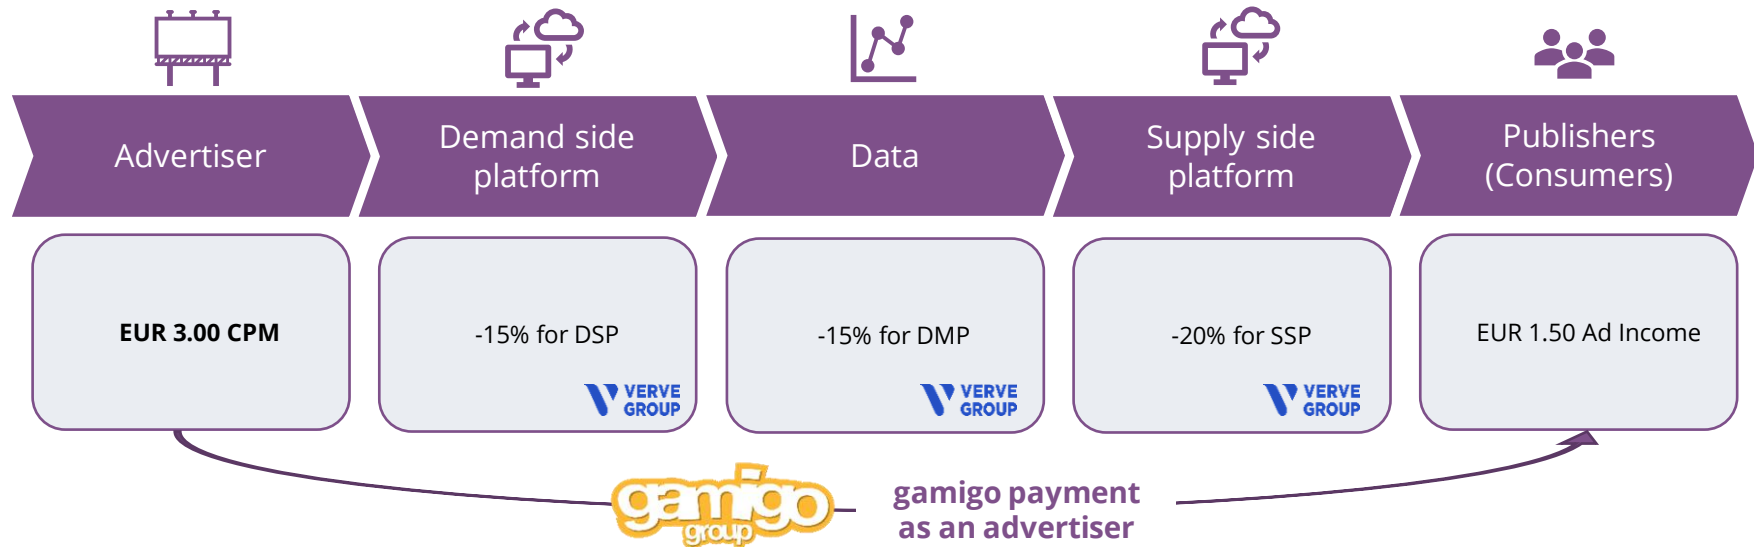 Advertiser
Demand side
platform
Data
Supply side
platform
Publishers
(Consumers)
EUR 3.00 CPM
-15% for DSP
VERVE
GROUP
-15% for DMP
VERVE
GROUP
-20% for SSP
VERVE
GROUP
EUR 1.50 Ad Income
gamigo
group
gamigo payment
as an advertiser